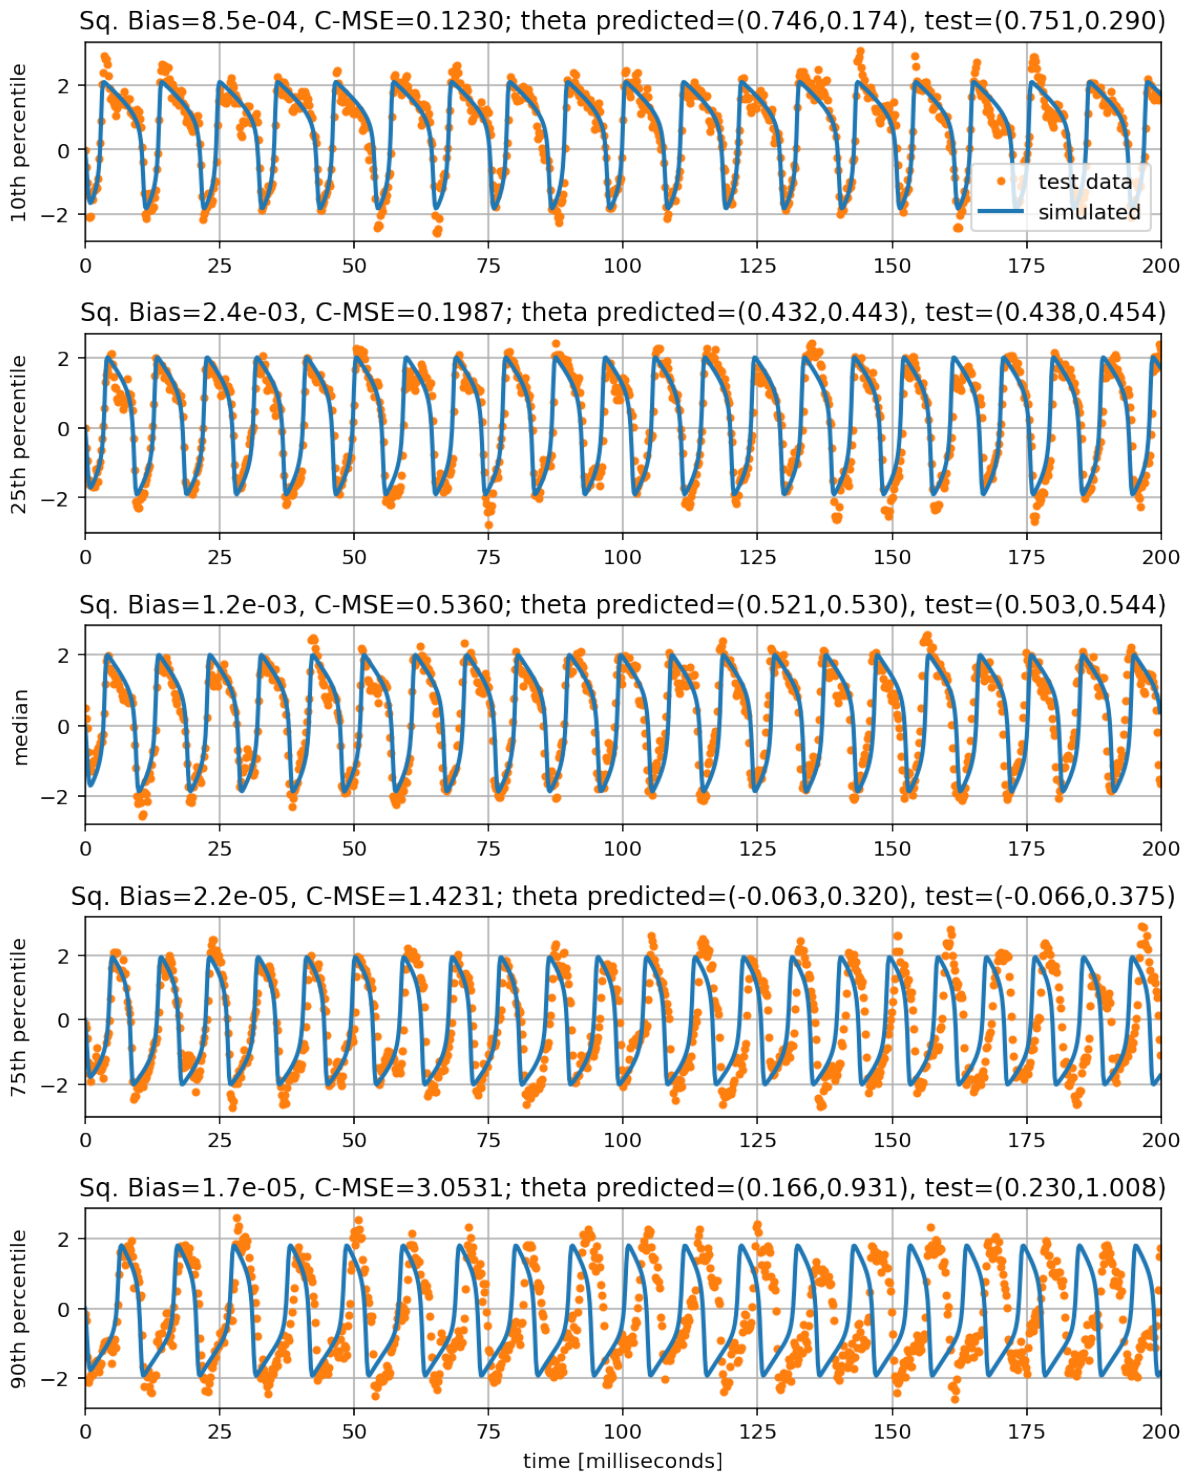 Sq. Bias=8.5e-04, C-MSE=0.1230; theta predicted=(0.746,0.174), test=(0.751,0.290)
10th percentile
2
0
−2
test data
simulated
0 25 50 75 100 125 150 175 200
Sq. Bias=2.4e-03, C-MSE=0.1987; theta predicted=(0.432,0.443), test=(0.438,0.454)
25th percentile
2
0
−2
0 25 50 75 100 125 150 175 200
Sq. Bias=1.2e-03, C-MSE=0.5360; theta predicted=(0.521,0.530), test=(0.503,0.544)
median
2
0
−2
0 25 50 75 100 125 150 175 200
Sq. Bias=2.2e-05, C-MSE=1.4231; theta predicted=(-0.063,0.320), test=(-0.066,0.375)
75th percentile
2
0
−2
0 25 50 75 100 125 150 175 200
Sq. Bias=1.7e-05, C-MSE=3.0531; theta predicted=(0.166,0.931), test=(0.230,1.008)
90th percentile
2
0
−2
0 25 50 75 100 125 150 175 200
time [milliseconds]